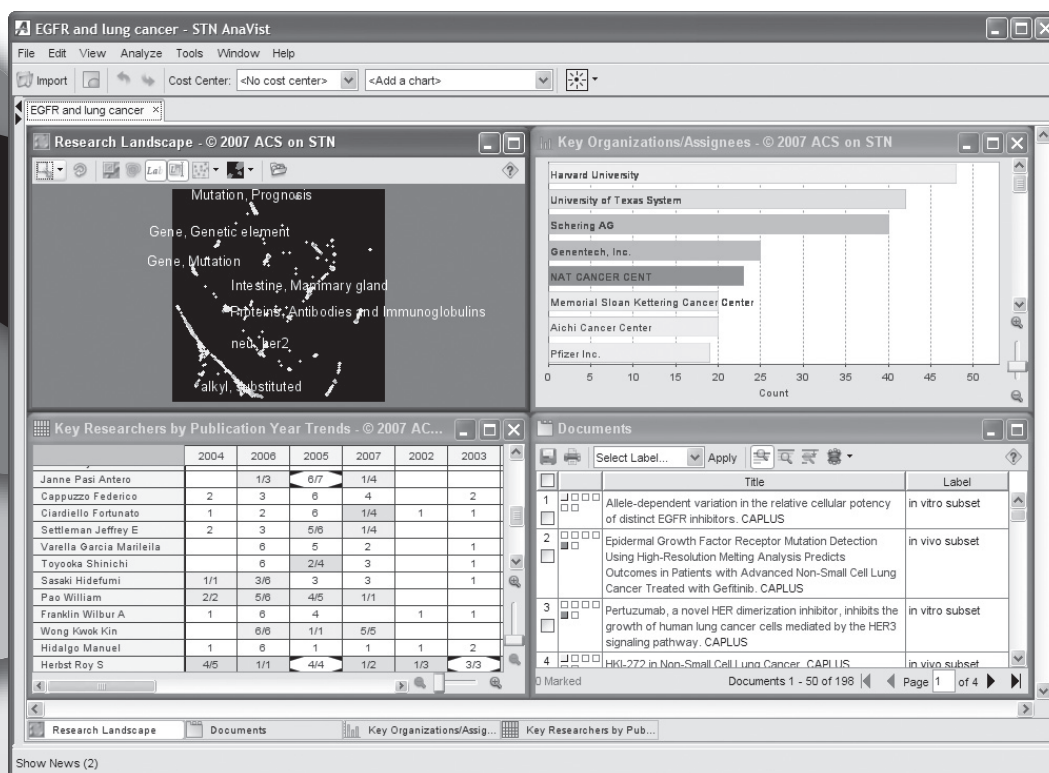 EGFR and lung cancer - STN AnaVist
File Edit View Analyze Tools Window Help
Import Cost Center: <No cost center> <Add a chart>
EGFR and lung cancer ×
Research Landscape - © 2007 ACS on STN
Lal
Mutation, Prognosis
Gene, Genetic element
Gene, Mutation
Intestine, Mammary gland
Proteins, Antibodies and Immunoglobulins
neu, her2
alkyl, substituted
Key Organizations/Assignees - © 2007 ACS on STN
Harvard University
University of Texas System
Schering AG
Genentech, Inc.
NAT CANCER CENT
Memorial Sloan Kettering Cancer Center
Aichi Cancer Center
Pfizer Inc.
0 5 10 15 20 25 30 35 40 45 50
Count
Key Researchers by Publication Year Trends - © 2007 AC...
2004 2006 2005 2007 2002 2003
Janne Pasi Antero 1/3 6/7 1/4
Cappuzzo Federico 2 3 6 4 2
Ciardiello Fortunato 1 2 6 1/4 1 1
Settleman Jeffrey E 2 3 5/6 1/4
Varella Garcia Marileila 6 5 2 1
Toyooka Shinichi 6 2/4 3 1
Sasaki Hidefumi 1/1 3/6 3 3 1
Pao William 2/2 5/6 4/5 1/1
Franklin Wilbur A 1 6 4 1 1
Wong Kwok Kin 6/6 1/1 5/5
Hidalgo Manuel 1 6 1 1 1 2
Herbst Roy S 4/5 1/1 4/4 1/2 1/3 3/3
Documents
Select Label... Apply
Title Label
1 Allele-dependent variation in the relative cellular potency in vitro subset
of distinct EGFR inhibitors. CAPLUS
2 Epidermal Growth Factor Receptor Mutation Detection in vivo subset
Using High-Resolution Melting Analysis Predicts
Outcomes in Patients with Advanced Non-Small Cell Lung
Cancer Treated with Gefitinib. CAPLUS
3 Pertuzumab, a novel HER dimerization inhibitor, inhibits the in vitro subset
growth of human lung cancer cells mediated by the HER3
signaling pathway. CAPLUS
4 HKI-272 in Non-Small Cell Lung Cancer. CAPLUS in vivo subset
0 Marked Documents 1 - 50 of 198 Page 1 of 4
Research Landscape Documents Key Organizations/Assig... Key Researchers by Pub...
Show News (2)